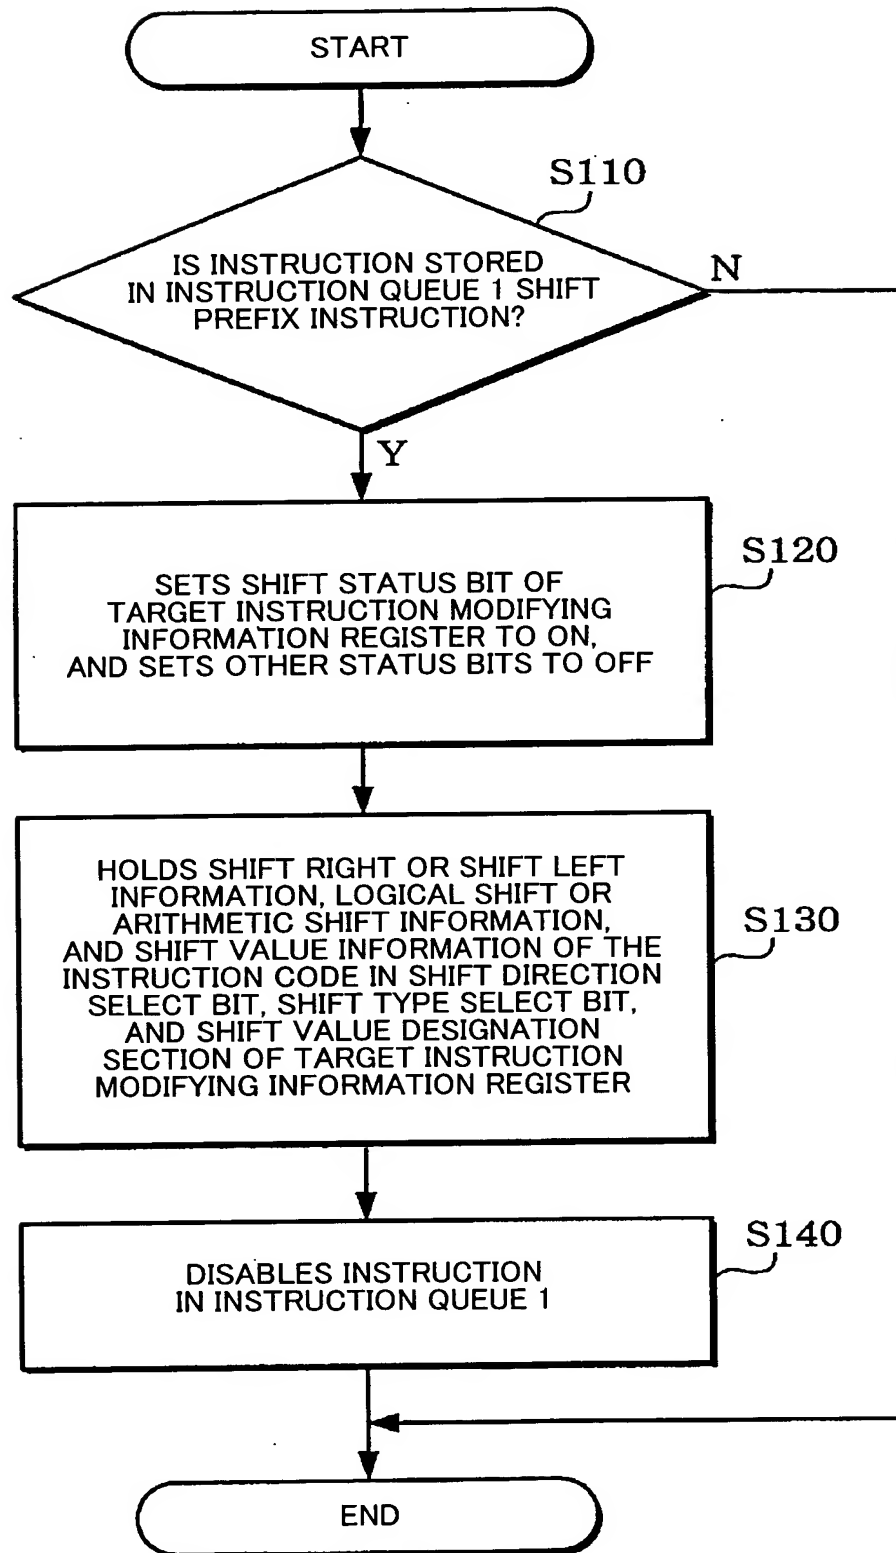 START
S110
IS INSTRUCTION STORED
IN INSTRUCTION QUEUE 1 SHIFT
PREFIX INSTRUCTION?
N
Y
S120
SETS SHIFT STATUS BIT OF
TARGET INSTRUCTION MODIFYING
INFORMATION REGISTER TO ON,
AND SETS OTHER STATUS BITS TO OFF
HOLDS SHIFT RIGHT OR SHIFT LEFT
INFORMATION, LOGICAL SHIFT OR
ARITHMETIC SHIFT INFORMATION,
AND SHIFT VALUE INFORMATION OF THE
INSTRUCTION CODE IN SHIFT DIRECTION
SELECT BIT, SHIFT TYPE SELECT BIT,
AND SHIFT VALUE DESIGNATION
SECTION OF TARGET INSTRUCTION
MODIFYING INFORMATION REGISTER
S130
S140
DISABLES INSTRUCTION
IN INSTRUCTION QUEUE 1
END